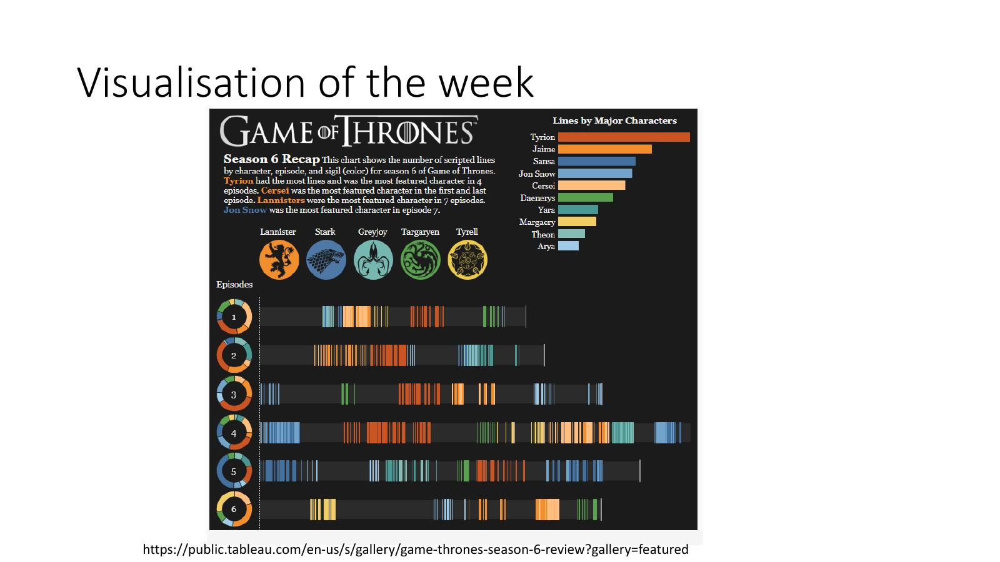 Visualisation of the week
GAME OF THRONES™
Season 6 Recap This chart shows the number of scripted lines
by character, episode, and sigil (color) for season 6 of Game of Thrones.
Tyrion had the most lines and was the most featured character in 4
episodes. Cersei was the most featured character in the first and last
episode. Lannisters were the most featured character in 7 episodes.
Jon Snow was the most featured character in episode 7.
Lines by Major Characters
Tyrion
Jaime
Sansa
Jon Snow
Cersei
Daenerys
Yara
Margaery
Theon
Arya
Lannister Stark Greyjoy Targaryen Tyrell
Episodes
1
2
3
4
5
6
https://public.tableau.com/en-us/s/gallery/game-thrones-season-6-review?gallery=featured